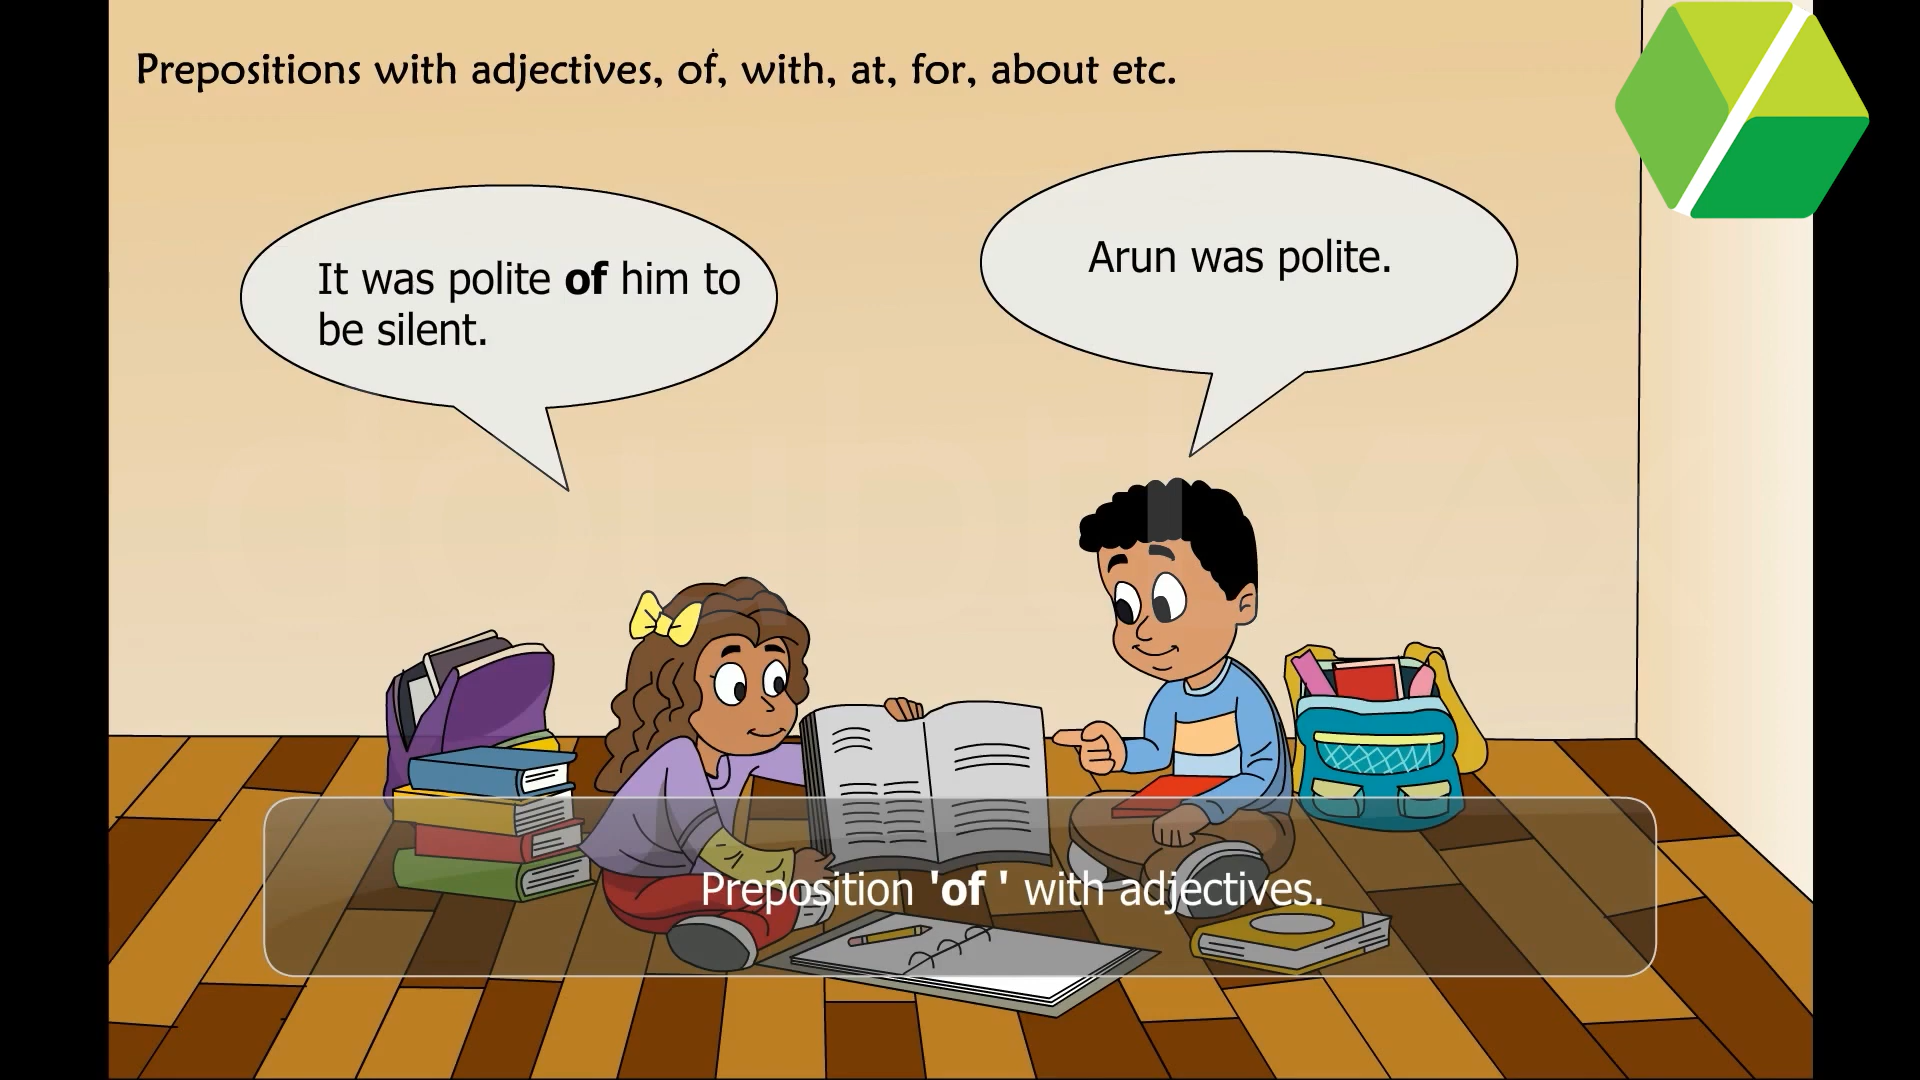 Prepositions with adjectives, of, with, at, for, about etc.
It was polite of him to
be silent.
Arun was polite.
Preposition 'of ' with adjectives.